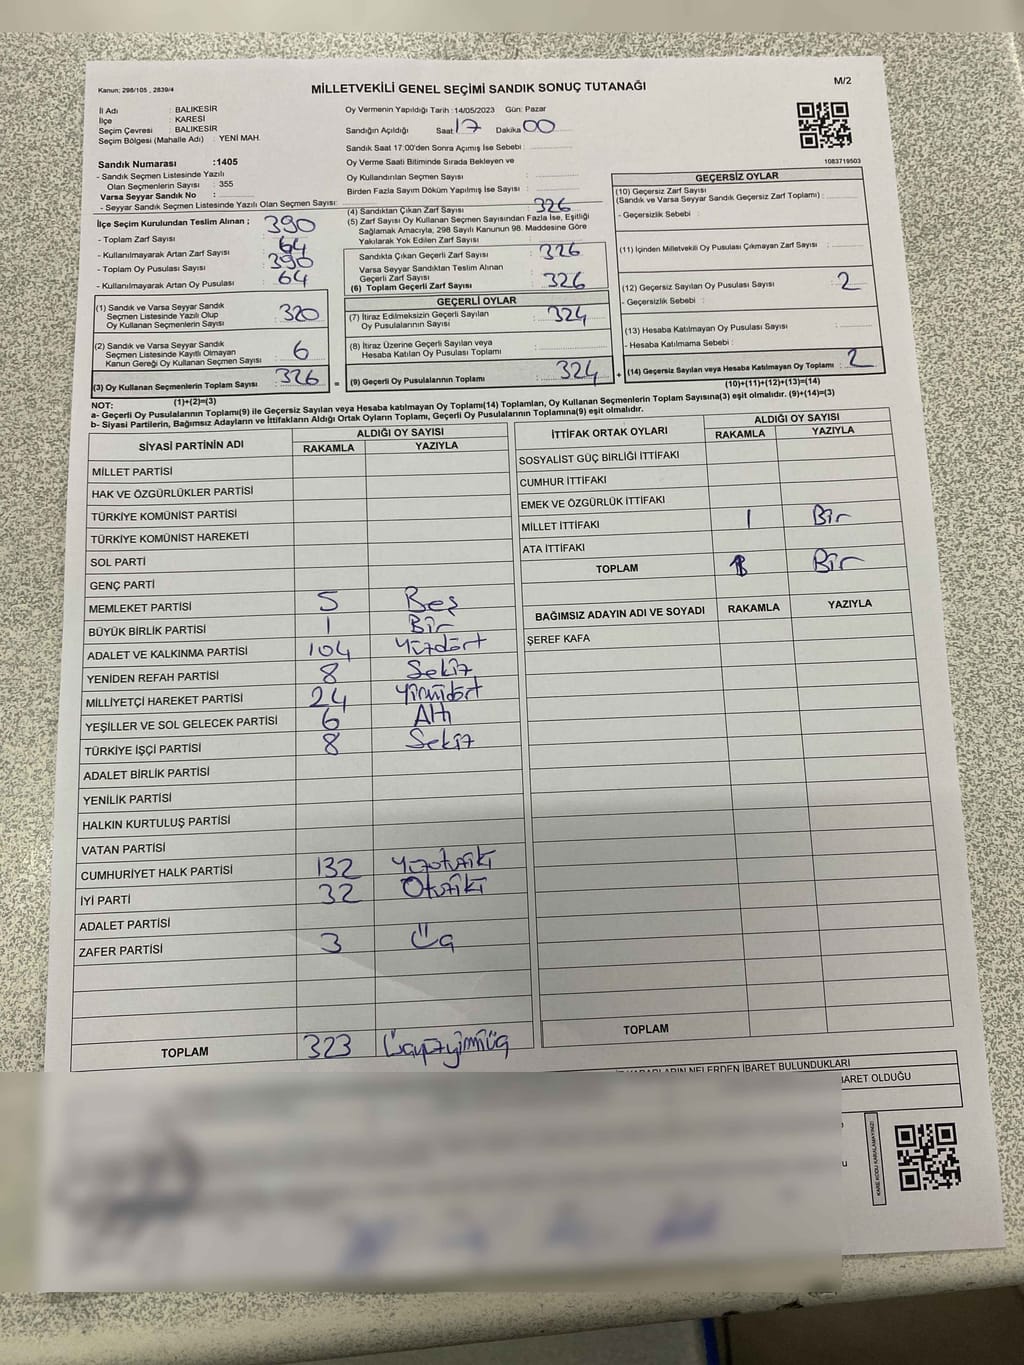 Kanun: 298/105 , 2839/4
MİLLETVEKİLİ GENEL SEÇİMİ SANDIK SONUÇ TUTANAĞI
M/2
İl Adı : BALIKESİR
İlçe : KARESİ
Seçim Çevresi : BALIKESİR
Seçim Bölgesi (Mahalle Adı) : YENİ MAH.
Sandık Numarası :1405
- Sandık Seçmen Listesinde Yazılı
Olan Seçmenlerin Sayısı : 355
Varsa Seyyar Sandık No :
- Seyyar Sandık Seçmen Listesinde Yazılı Olan Seçmen Sayısı:
Oy Vermenin Yapıldığı Tarih :14/05/2023 Gün: Pazar
Sandığın Açıldığı Saat 17 Dakika 00
Sandık Saat 17:00'den Sonra Açımış İse Sebebi :
Oy Verme Saati Bitiminde Sırada Bekleyen ve
Oy Kullandırılan Seçmen Sayısı :
Birden Fazla Sayım Döküm Yapılmış İse Sayısı :
1083719503
İlçe Seçim Kurulundan Teslim Alınan ;
- Toplam Zarf Sayısı : 390
- Kullanılmayarak Artan Zarf Sayısı : 64
- Toplam Oy Pusulası Sayısı : 390
- Kullanılmayarak Artan Oy Pusulası : 64
(1) Sandık ve Varsa Seyyar Sandık
Seçmen Listesinde Yazılı Olup
Oy Kullanan Seçmenlerin Sayısı : 320
(2) Sandık ve Varsa Seyyar Sandık
Seçmen Listesinde Kayıtlı Olmayan
Kanun Gereği Oy Kullanan Seçmen Sayısı : 6
(3) Oy Kullanan Seçmenlerin Toplam Sayısı : 326
(1)+(2)=(3)
(4) Sandıktan Çıkan Zarf Sayısı : 326
(5) Zarf Sayısı Oy Kullanan Seçmen Sayısından Fazla İse, Eşitliği
Sağlamak Amacıyla, 298 Sayılı Kanunun 98. Maddesine Göre
Yakılarak Yok Edilen Zarf Sayısı :
Sandıkta Çıkan Geçerli Zarf Sayısı : 326
Varsa Seyyar Sandıktan Teslim Alınan
Geçerli Zarf Sayısı :
(6) Toplam Geçerli Zarf Sayısı : 326
GEÇERLİ OYLAR
(7) İtiraz Edilmeksizin Geçerli Sayılan
Oy Pusulalarının Sayısı : 324
(8) İtiraz Üzerine Geçerli Sayılan veya
Hesaba Katılan Oy Pusulası Toplamı :
= (9) Geçerli Oy Pusulalarının Toplamı : 324
GEÇERSİZ OYLAR
(10) Geçersiz Zarf Sayısı
(Sandık ve Varsa Seyyar Sandık Geçersiz Zarf Toplamı) :
- Geçersizlik Sebebi :
(11) İçinden Milletvekili Oy Pusulası Çıkmayan Zarf Sayısı :
(12) Geçersiz Sayılan Oy Pusulası Sayısı : 2
- Geçersizlik Sebebi :
(13) Hesaba Katılmayan Oy Pusulası Sayısı :
- Hesaba Katılmama Sebebi :
+ (14) Geçersiz Sayılan veya Hesaba Katılmayan Oy Toplamı : 2
(10)+(11)+(12)+(13)=(14)
NOT:
a- Geçerli Oy Pusulalarının Toplamı(9) ile Geçersiz Sayılan veya Hesaba katılmayan Oy Toplamı(14) Toplamları, Oy Kullanan Seçmenlerin Toplam Sayısına(3) eşit olmalıdır. (9)+(14)=(3)
b- Siyasi Partilerin, Bağımsız Adayların ve İttifakların Aldığı Ortak Oyların Toplamı, Geçerli Oy Pusulalarının Toplamına(9) eşit olmalıdır.
SİYASİ PARTİNİN ADI
ALDIĞI OY SAYISI
RAKAMLA YAZIYLA
MİLLET PARTİSİ
HAK VE ÖZGÜRLÜKLER PARTİSİ
TÜRKİYE KOMÜNİST PARTİSİ
TÜRKİYE KOMÜNİST HAREKETİ
SOL PARTİ
GENÇ PARTİ
MEMLEKET PARTİSİ 5 Beş
BÜYÜK BİRLİK PARTİSİ 1 Bir
ADALET VE KALKINMA PARTİSİ 104 Yüzdört
YENİDEN REFAH PARTİSİ 8 Sekiz
MİLLİYETÇİ HAREKET PARTİSİ 24 Yirmidört
YEŞİLLER VE SOL GELECEK PARTİSİ 6 Altı
TÜRKİYE İŞÇİ PARTİSİ 8 Sekiz
ADALET BİRLİK PARTİSİ
YENİLİK PARTİSİ
HALKIN KURTULUŞ PARTİSİ
VATAN PARTİSİ
CUMHURİYET HALK PARTİSİ 132 Yüzotuziki
İYİ PARTİ 32 Otuziki
ADALET PARTİSİ
ZAFER PARTİSİ 3 Üç
TOPLAM 323 Üçyüzyirmiüç
İTTİFAK ORTAK OYLARI
ALDIĞI OY SAYISI
RAKAMLA YAZIYLA
SOSYALİST GÜÇ BİRLİĞİ İTTİFAKI
CUMHUR İTTİFAKI
EMEK VE ÖZGÜRLÜK İTTİFAKI
MİLLET İTTİFAKI 1 Bir
ATA İTTİFAKI
TOPLAM 1 Bir
BAĞIMSIZ ADAYIN ADI VE SOYADI RAKAMLA YAZIYLA
ŞEREF KAFA
TOPLAM
KARARLARIN NELERDEN İBARET BULUNDUKLARI
BARET OLDUĞU
KARE KODU KARALAMAYINIZ!